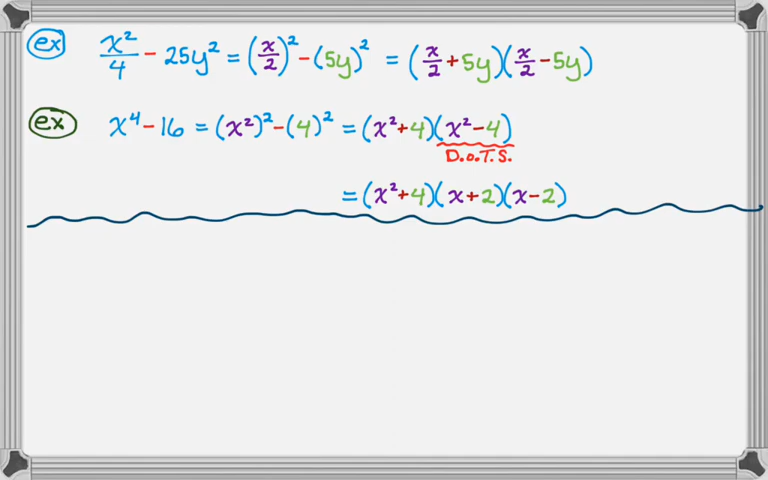 ex x²/4 - 25y² = (x/2)² - (5y)² = (x/2 + 5y)(x/2 - 5y)
ex x⁴ - 16 = (x²)² - (4)² = (x² + 4)(x² - 4)
D.o.T.S.
= (x² + 4)(x + 2)(x - 2)